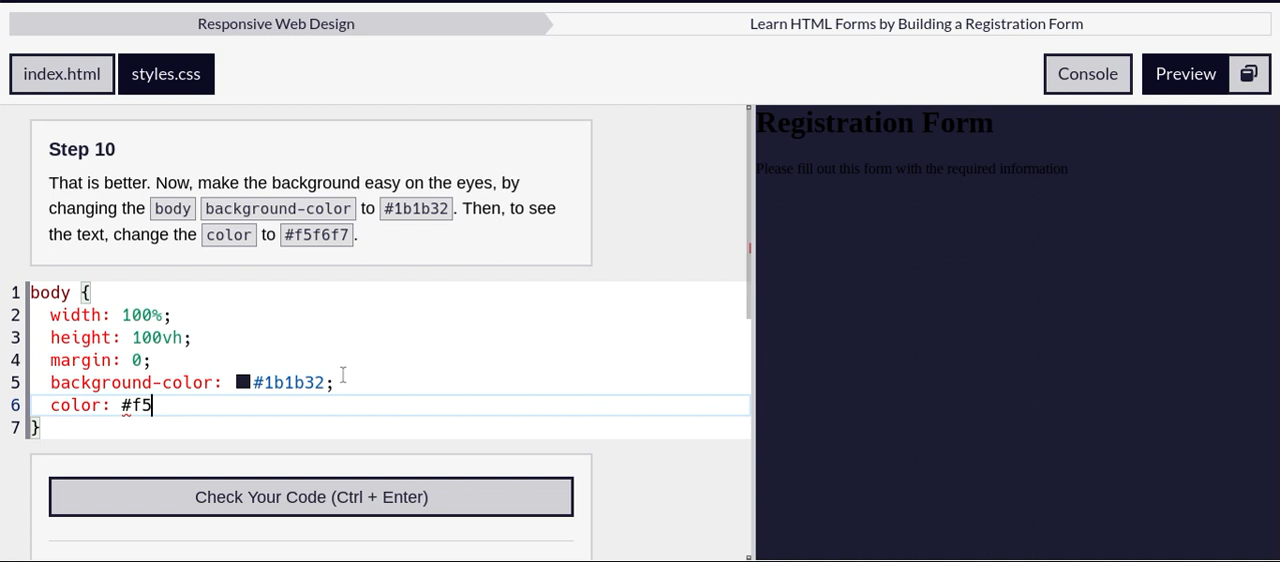 Responsive Web Design
Learn HTML Forms by Building a Registration Form
index.html
styles.css
Console
Preview
Step 10
That is better. Now, make the background easy on the eyes, by
changing the body background-color to #1b1b32. Then, to see
the text, change the color to #f5f6f7.
1 body {
2 width: 100%;
3 height: 100vh;
4 margin: 0;
5 background-color: #1b1b32;
6 color: #f5
7 }
Check Your Code (Ctrl + Enter)
Registration Form
Please fill out this form with the required information